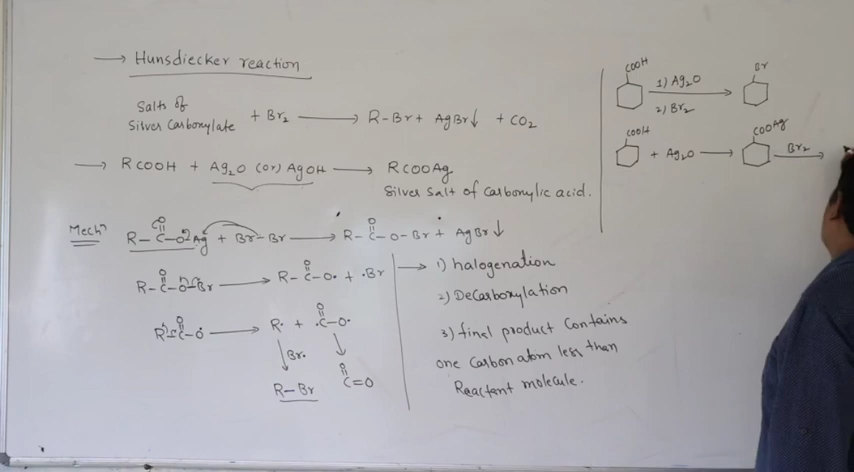 → Hunsdiecker reaction
Salts of
Silver Carboxylate + Br₂ ⟶ R-Br + AgBr↓ + CO₂
→ RCOOH + Ag₂O (or) AgOH ⟶ RCOOAg
Silver salt of Carboxylic acid.
Mechⁿ
O
R-C-O Ag + Br-Br ⟶ R-C-O-Br + AgBr↓
O
R-C-O-Br ⟶ R-C-O• + •Br
O
R-C-O• ⟶ R• + •C-O•
Br•
R-Br
O
C=O
→ 1) halogenation
2) Decarboxylation
3) final product contains
one carbon atom less than
Reactant molecule.
COOH
1) Ag₂O
2) Br₂
Br
COOH
+ Ag₂O ⟶
COOAg
Br₂